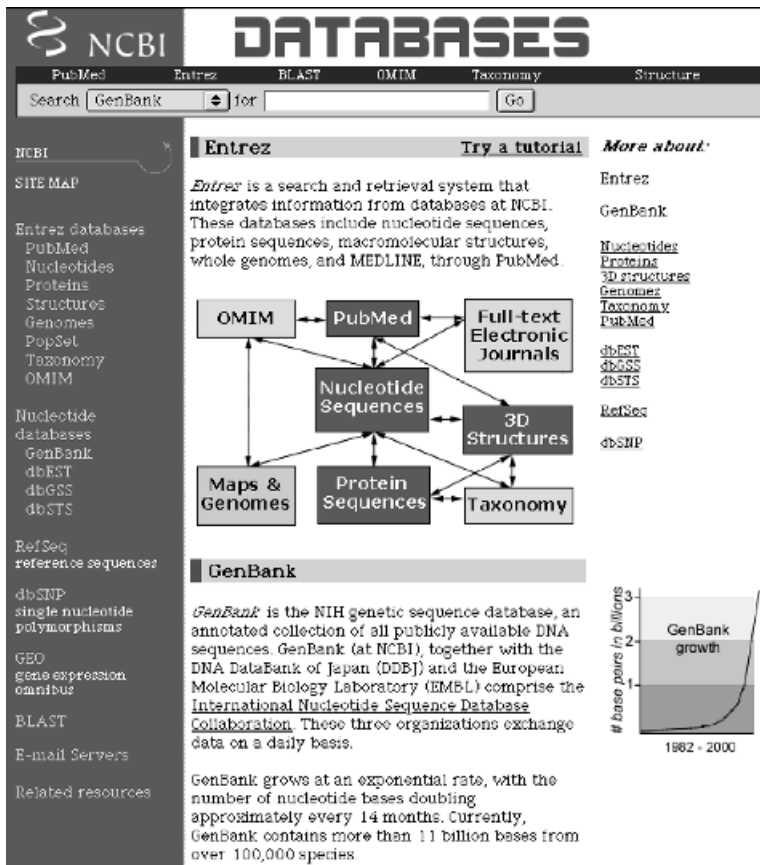 NCBI
DATABASES
PubMed Entrez BLAST OMIM Taxonomy Structure
Search GenBank for Go
NCBI
SITE MAP
Entrez databases
PubMed
Nucleotides
Proteins
Structures
Genomes
PopSet
Taxonomy
OMIM
Nucleotide
databases
GenBank
dbEST
dbGSS
dbSTS
RefSeq
reference sequences
dbSNP
single nucleotide
polymorphisms
GEO
gene expression
omnibus
BLAST
E-mail Servers
Related resources
Entrez Try a tutorial
Entrez is a search and retrieval system that
integrates information from databases at NCBI.
These databases include nucleotide sequences,
protein sequences, macromolecular structures,
whole genomes, and MEDLINE, through PubMed.
OMIM
PubMed
Full-text
Electronic
Journals
Nucleotide
Sequences
3D
Structures
Maps &
Genomes
Protein
Sequences
Taxonomy
GenBank
GenBank is the NIH genetic sequence database, an
annotated collection of all publicly available DNA
sequences. GenBank (at NCBI), together with the
DNA DataBank of Japan (DDBJ) and the European
Molecular Biology Laboratory (EMBL) comprise the
International Nucleotide Sequence Database
Collaboration. These three organizations exchange
data on a daily basis.
GenBank grows at an exponential rate, with the
number of nucleotide bases doubling
approximately every 14 months. Currently,
GenBank contains more than 11 billion bases from
over 100,000 species.
More about:
Entrez
GenBank
Nucleotides
Proteins
3D structures
Genomes
Taxonomy
PubMed
dbEST
dbGSS
dbSTS
RefSeq
dbSNP
# base pairs in billions
3
2
1
GenBank
growth
1982 - 2000